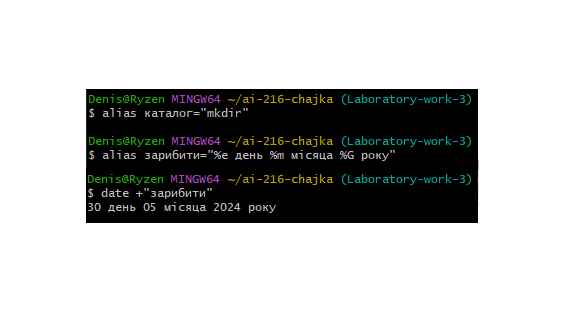 Denis@Ryzen MINGW64 ~/ai-216-chajka (Laboratory-work-3)
$ alias каталог="mkdir"
Denis@Ryzen MINGW64 ~/ai-216-chajka (Laboratory-work-3)
$ alias зарибити="%e день %m місяца %G року"
Denis@Ryzen MINGW64 ~/ai-216-chajka (Laboratory-work-3)
$ date +"зарибити"
30 день 05 місяца 2024 року